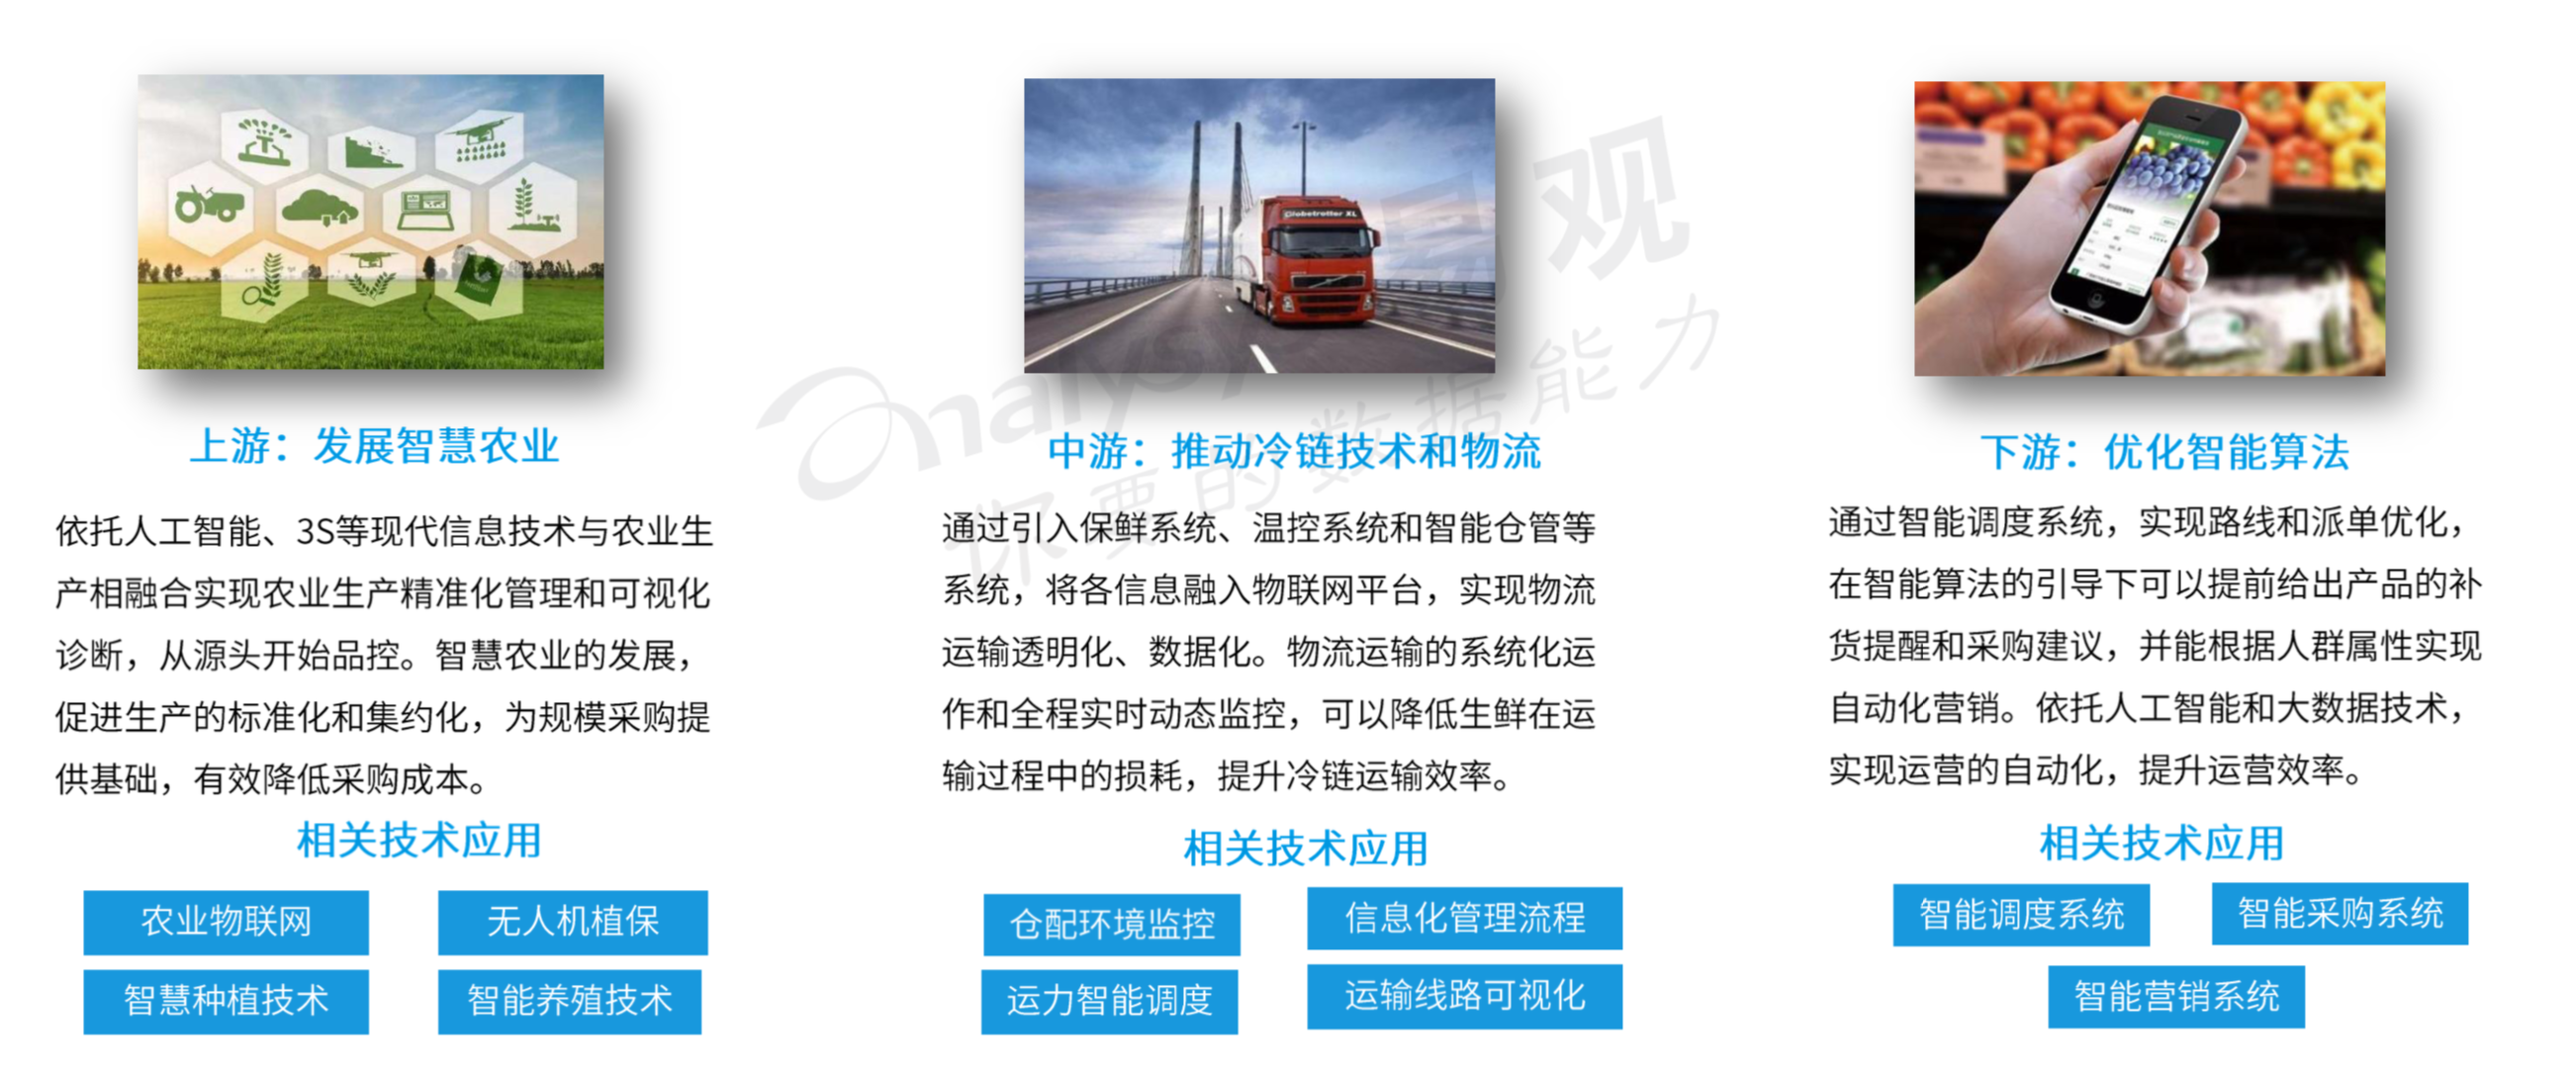 上游：发展智慧农业
依托人工智能、3S等现代信息技术与农业生
产相融合实现农业生产精准化管理和可视化
诊断，从源头开始品控。智慧农业的发展，
促进生产的标准化和集约化，为规模采购提
供基础，有效降低采购成本。
相关技术应用
农业物联网
无人机植保
智慧种植技术
智能养殖技术
Globetrotter XL
中游：推动冷链技术和物流
通过引入保鲜系统、温控系统和智能仓管等
系统，将各信息融入物联网平台，实现物流
运输透明化、数据化。物流运输的系统化运
作和全程实时动态监控，可以降低生鲜在运
输过程中的损耗，提升冷链运输效率。
相关技术应用
仓配环境监控
信息化管理流程
运力智能调度
运输线路可视化
下游：优化智能算法
通过智能调度系统，实现路线和派单优化，
在智能算法的引导下可以提前给出产品的补
货提醒和采购建议，并能根据人群属性实现
自动化营销。依托人工智能和大数据技术，
实现运营的自动化，提升运营效率。
相关技术应用
智能调度系统
智能采购系统
智能营销系统
观
你要的数据能力